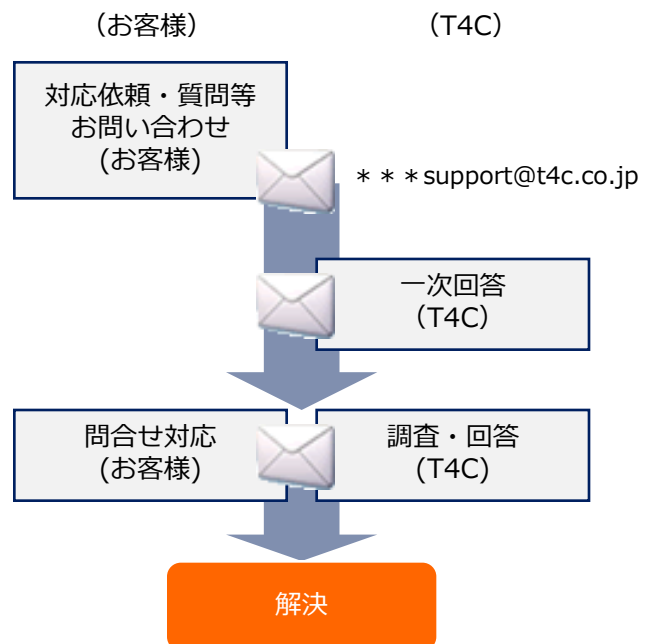 （お客様）
（T4C）
対応依頼・質問等
お問い合わせ
(お客様)
＊＊＊support@t4c.co.jp
一次回答
（T4C）
問合せ対応
(お客様)
調査・回答
(T4C)
解決